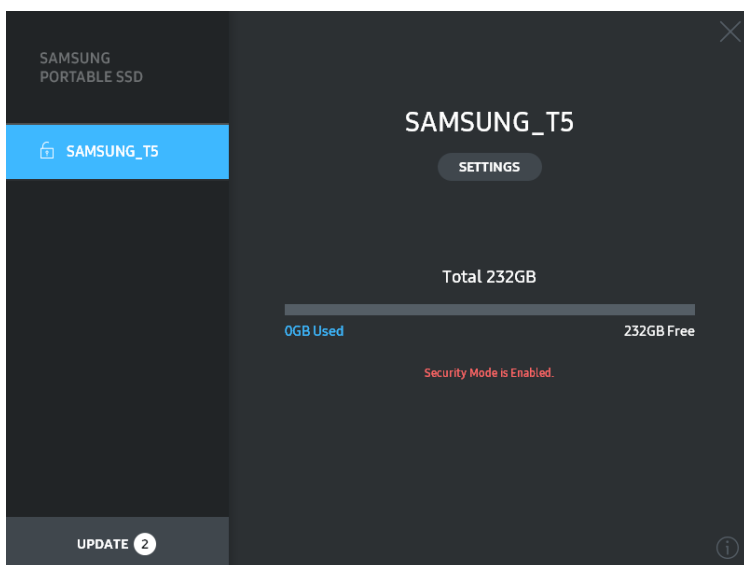 SAMSUNG
PORTABLE SSD
SAMSUNG_T5
UPDATE 2
SAMSUNG_T5
SETTINGS
Total 232GB
0GB Used
232GB Free
Security Mode is Enabled.